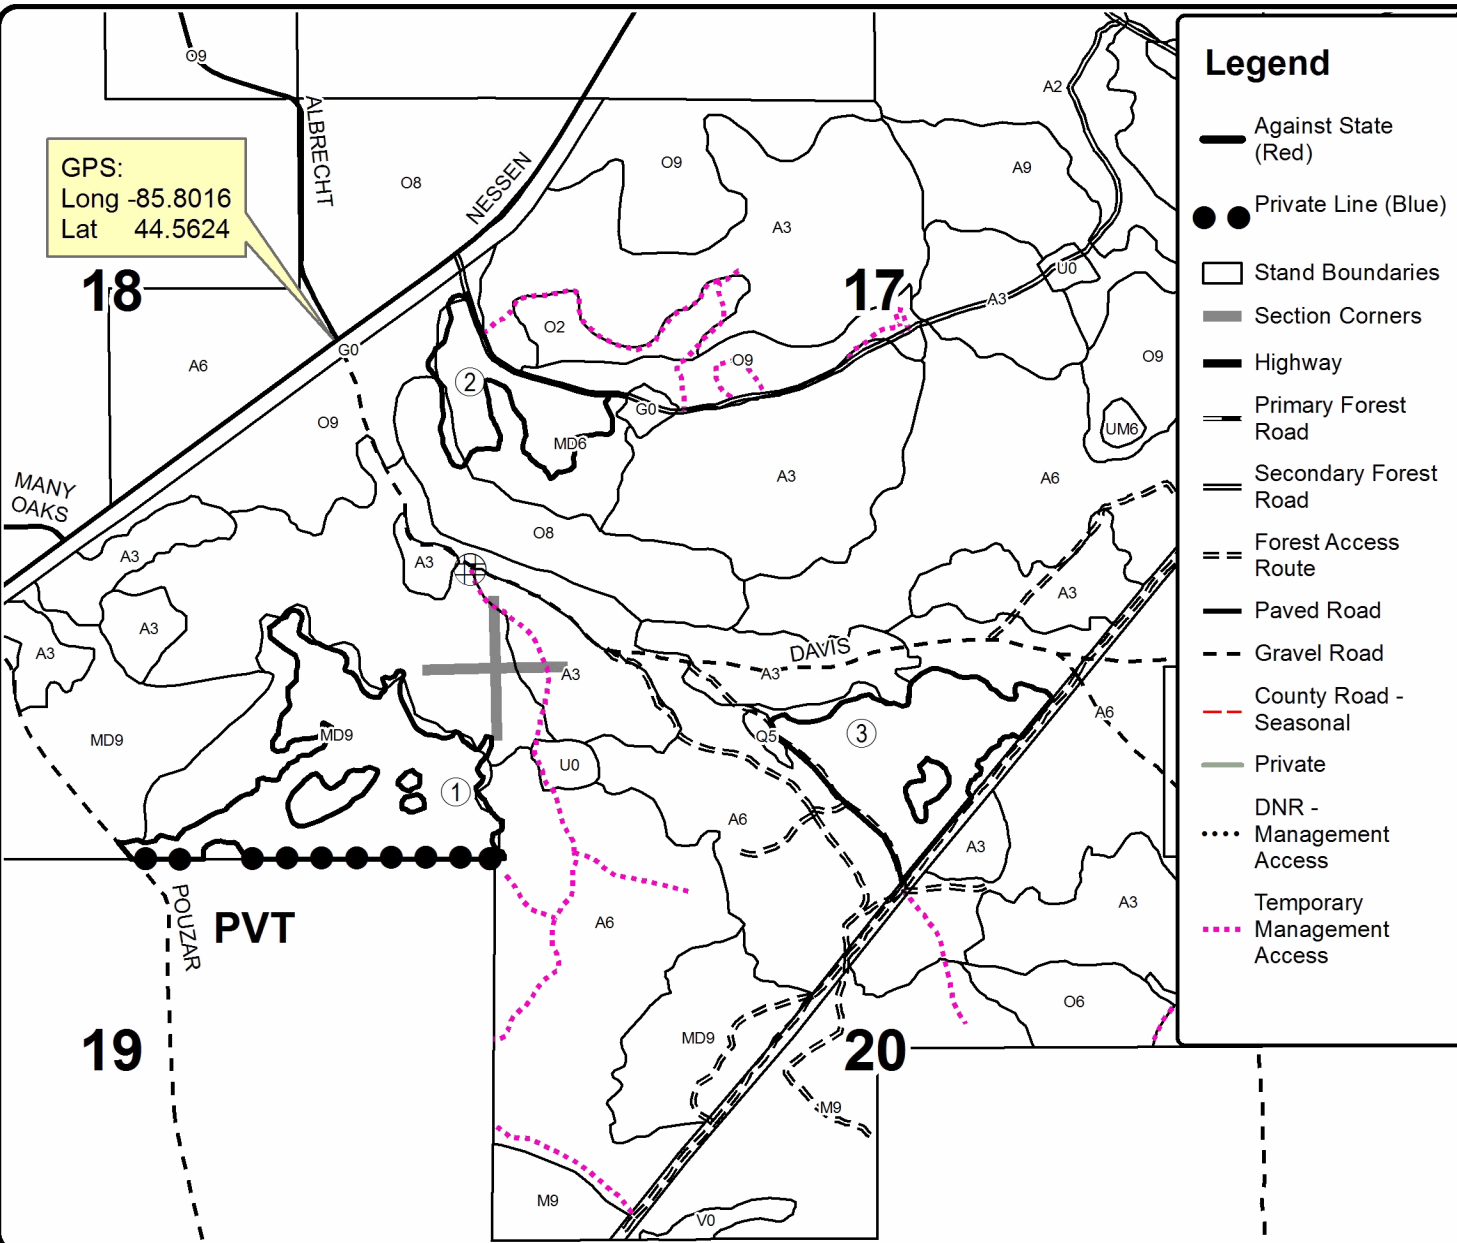 O9
ALBRECHT
GPS:
Long -85.8016
Lat 44.5624
18
O8
NESSEN
O9
A3
A9
A2
17
U0
A3
O2
O9
O9
G0
A6
2
G0
MD6
O9
UM6
A3
A6
MANY
OAKS
O8
A3
A3
A3
A3
A3
DAVIS
A3
A3
MD9
MD9
Q5
3
A6
U0
1
A6
A3
POUZAR
PVT
A6
A3
O6
19
MD9
20
M9
M9
V0
Legend
Against State
(Red)
Private Line (Blue)
Stand Boundaries
Section Corners
Highway
Primary Forest
Road
Secondary Forest
Road
Forest Access
Route
Paved Road
Gravel Road
County Road -
Seasonal
Private
DNR -
Management
Access
Temporary
Management
Access